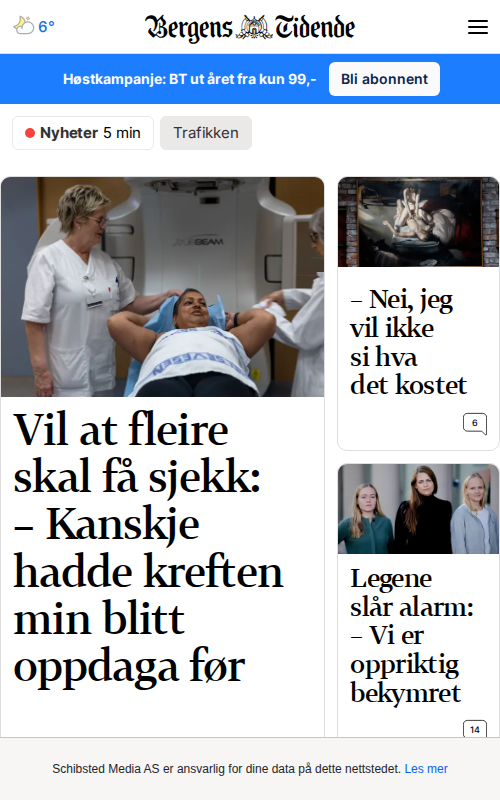 6°
Bergens Tidende
Høstkampanje: BT ut året fra kun 99,-
Bli abonnent
Nyheter 5 min
Trafikken
Vil at fleire
skal få sjekk:
– Kanskje
hadde kreften
min blitt
oppdaga før
– Nei, jeg
vil ikke
si hva
det kostet
6
Legene
slår alarm:
– Vi er
oppriktig
bekymret
14
Schibsted Media AS er ansvarlig for dine data på dette nettstedet. Les mer